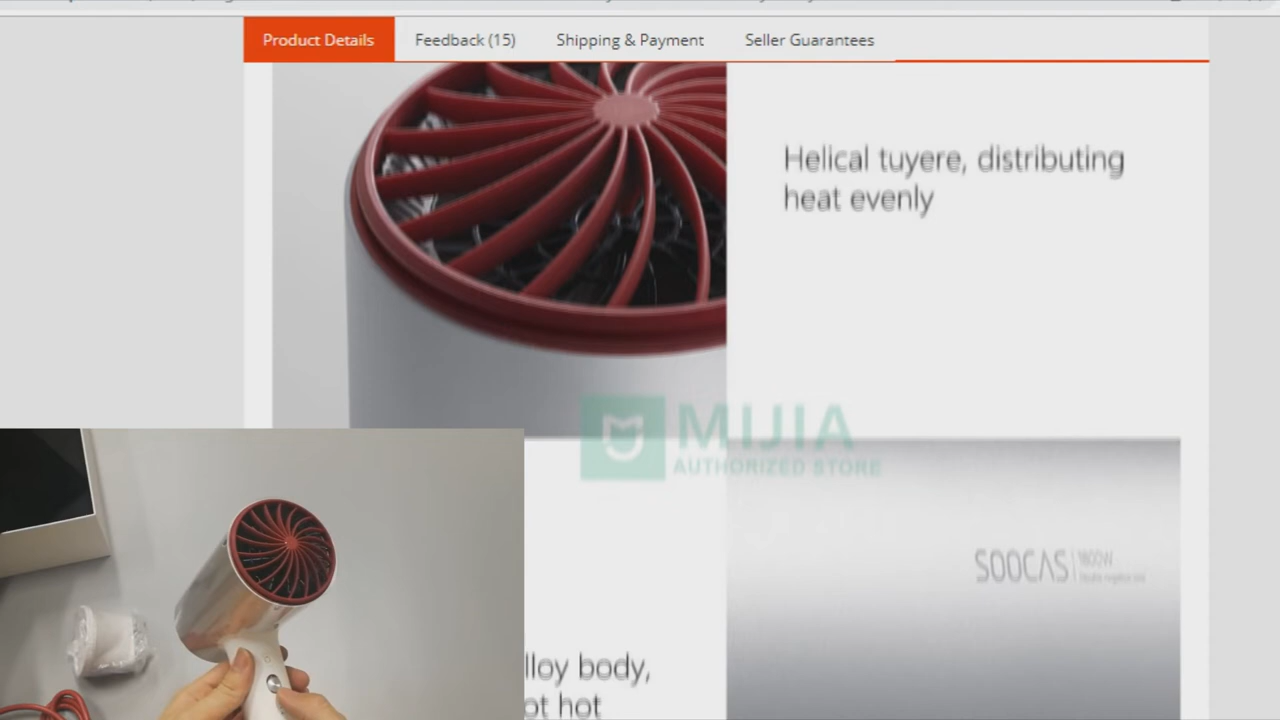 Product Details
Feedback (15)
Shipping & Payment
Seller Guarantees
Helical tuyere, distributing
heat evenly
MIJIA
AUTHORIZED STORE
SOOCAS
1800W
lloy body,
ot hot